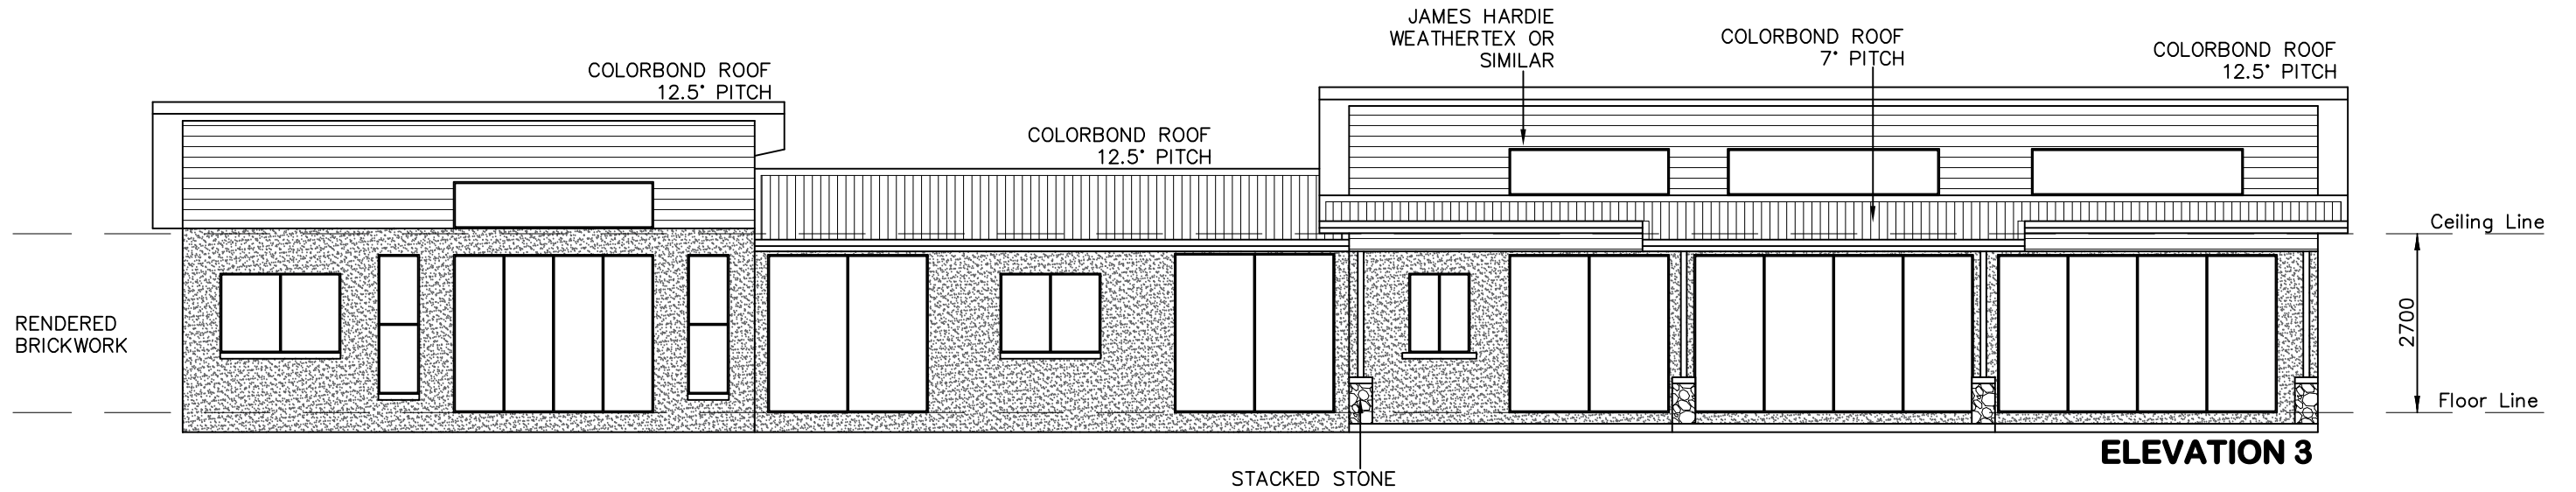 JAMES HARDIE
WEATHERTEX OR
SIMILAR
COLORBOND ROOF
7° PITCH
COLORBOND ROOF
12.5° PITCH
COLORBOND ROOF
12.5° PITCH
COLORBOND ROOF
12.5° PITCH
Ceiling Line
RENDERED
BRICKWORK
2700
Floor Line
ELEVATION 3
STACKED STONE